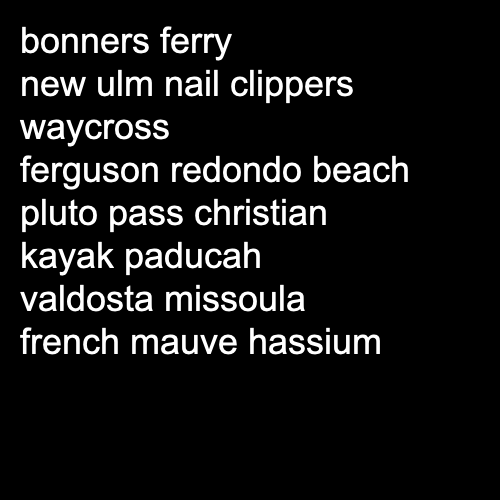 bonners ferry
new ulm nail clippers
waycross
ferguson redondo beach
pluto pass christian
kayak paducah
valdosta missoula
french mauve hassium